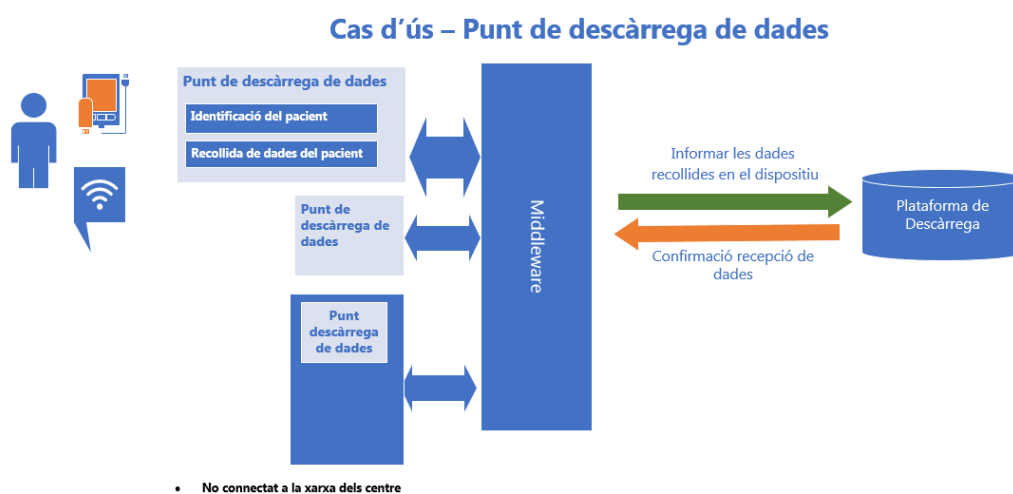 Cas d'ús – Punt de descàrrega de dades
Punt de descàrrega de dades
Identificació del pacient
Recollida de dades del pacient
Punt de
descàrrega de
dades
Punt
descàrrega
de dades
Middleware
Informar les dades
recollides en el dispositiu
Confirmació recepció de
dades
Plataforma de
Descàrrega
• No connectat a la xarxa dels centre